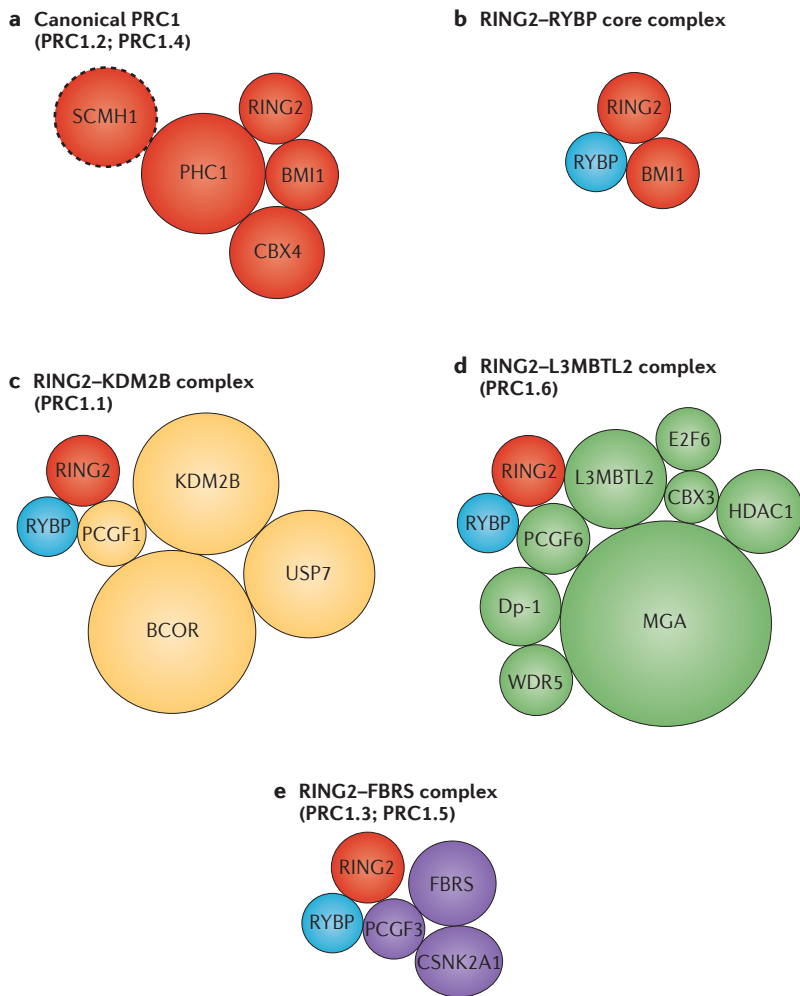 a Canonical PRC1
(PRC1.2; PRC1.4)
SCMH1
RING2
PHC1
BMI1
CBX4
b RING2–RYBP core complex
RING2
RYBP
BMI1
c RING2–KDM2B complex
(PRC1.1)
RING2
KDM2B
RYBP
PCGF1
USP7
BCOR
d RING2–L3MBTL2 complex
(PRC1.6)
E2F6
RING2
L3MBTL2
CBX3
HDAC1
RYBP
PCGF6
Dp-1
MGA
WDR5
e RING2–FBRS complex
(PRC1.3; PRC1.5)
RING2
FBRS
RYBP
PCGF3
CSNK2A1